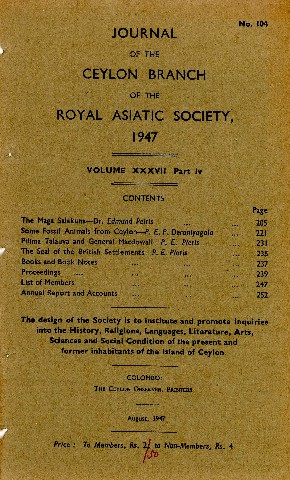 No. 104
JOURNAL
OF THE
CEYLON BRANCH
OF THE
ROYAL ASIATIC SOCIETY,
1947
VOLUME XXXVII Part iv
CONTENTS
Page
The Maga Salakuna—Dr. Edmund Peiris ... ... 205
Some Fossil Animals from Ceylon—P. E. P. Deraniyagala ... 221
Pilima Talauva and General Macdowall P. E. Pieris ... 231
The Seal of the British Settlements P. E. Pieris ... 235
Books and Book Notes ... ... 237
Proceedings ... ... ... 239
List of Members ... ... 247
Annual Report and Accounts ... ... 252
The design of the Society is to institute and promote inquiries
into the History, Religions, Languages, Literature, Arts,
Sciences and Social Condition of the present and
former inhabitants of the Island of Ceylon
COLOMBO:
THE CEYLON OBSERVER, PRINTERS
August, 1947
Price : To Members, Rs. 2/50 to Non-Members, Rs. 4